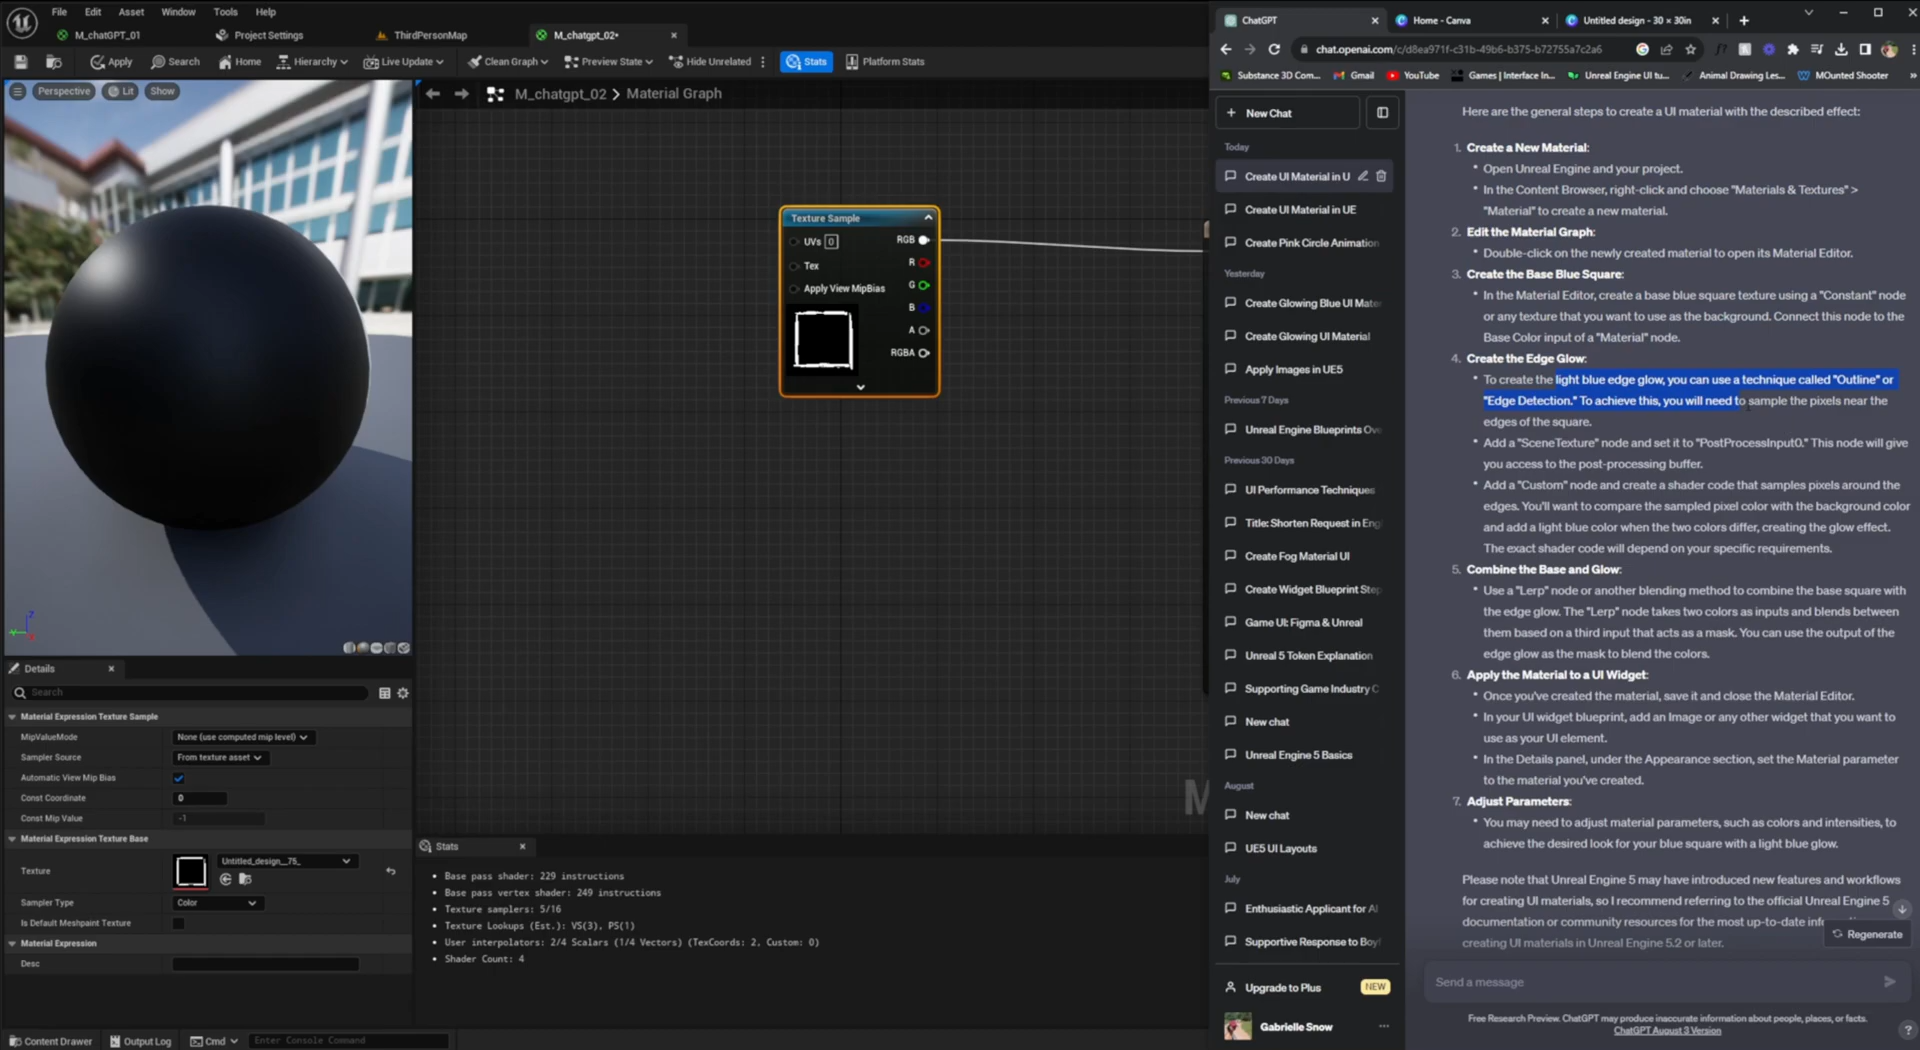 File Edit Asset Window Tools Help
M_chatGPT_01 Project Settings ThirdPersonMap M_chatgpt_02•
Apply Search Home Hierarchy Live Update Clean Graph Preview State Hide Unrelated Stats Platform Stats
Perspective Lit Show
M_chatgpt_02 > Material Graph
Texture Sample
UVs 0 RGB
R
Tex
G
Apply View MipBias
B
A
RGBA
M
Details
Search
Material Expression Texture Sample
MipValueMode None (use computed mip level)
Sampler Source From texture asset
Automatic View Mip Bias
Const Coordinate 0
Const Mip Value -1
Material Expression Texture Base
Texture Untitled_design__75_
Sampler Type Color
Is Default Meshpaint Texture
Material Expression
Desc
Stats
Base pass shader: 229 instructions
Base pass vertex shader: 249 instructions
Texture samplers: 5/16
Texture Lookups (Est.): VS(3), PS(1)
User interpolators: 2/4 Scalars (1/4 Vectors) (TexCoords: 2, Custom: 0)
Shader Count: 4
Content Drawer Output Log Cmd Enter Console Command
ChatGPT Home - Canva Untitled design - 30 × 30in
chat.openai.com/c/d8ea971f-c31b-49b6-b375-b72755a7c2a6
Substance 3D Com... Gmail YouTube Games | Interface In... Unreal Engine UI tu... Animal Drawing Les... MOunted Shooter »
+ New Chat
Today
Create UI Material in U
Create UI Material in UE
Create Pink Circle Animation
Yesterday
Create Glowing Blue UI Mate
Create Glowing UI Material
Apply Images in UE5
Previous 7 Days
Unreal Engine Blueprints Ov
Previous 30 Days
UI Performance Techniques
Title: Shorten Request in Eng
Create Fog Material UI
Create Widget Blueprint Step
Game UI: Figma & Unreal
Unreal 5 Token Explanation
Supporting Game Industry C
New chat
Unreal Engine 5 Basics
August
New chat
UE5 UI Layouts
July
Enthusiastic Applicant for AI
Supportive Response to Boyf
Upgrade to Plus NEW
Gabrielle Snow ...
Here are the general steps to create a UI material with the described effect:
1. Create a New Material:
• Open Unreal Engine and your project.
• In the Content Browser, right-click and choose "Materials & Textures" >
"Material" to create a new material.
2. Edit the Material Graph:
• Double-click on the newly created material to open its Material Editor.
3. Create the Base Blue Square:
• In the Material Editor, create a base blue square texture using a "Constant" node
or any texture that you want to use as the background. Connect this node to the
Base Color input of a "Material" node.
4. Create the Edge Glow:
• To create the light blue edge glow, you can use a technique called "Outline" or
"Edge Detection." To achieve this, you will need to sample the pixels near the
edges of the square.
• Add a "SceneTexture" node and set it to "PostProcessInput0." This node will give
you access to the post-processing buffer.
• Add a "Custom" node and create a shader code that samples pixels around the
edges. You'll want to compare the sampled pixel color with the background color
and add a light blue color when the two colors differ, creating the glow effect.
The exact shader code will depend on your specific requirements.
5. Combine the Base and Glow:
• Use a "Lerp" node or another blending method to combine the base square with
the edge glow. The "Lerp" node takes two colors as inputs and blends between
them based on a third input that acts as a mask. You can use the output of the
edge glow as the mask to blend the colors.
6. Apply the Material to a UI Widget:
• Once you've created the material, save it and close the Material Editor.
• In your UI widget blueprint, add an Image or any other widget that you want to
use as your UI element.
• In the Details panel, under the Appearance section, set the Material parameter
to the material you've created.
7. Adjust Parameters:
• You may need to adjust material parameters, such as colors and intensities, to
achieve the desired look for your blue square with a light blue glow.
Please note that Unreal Engine 5 may have introduced new features and workflows
for creating UI materials, so I recommend referring to the official Unreal Engine 5
documentation or community resources for the most up-to-date
creating UI materials in Unreal Engine 5.2 or later.
Regenerate
Send a message
Free Research Preview. ChatGPT may produce inaccurate information about people, places, or facts.
ChatGPT August 3 Version
?